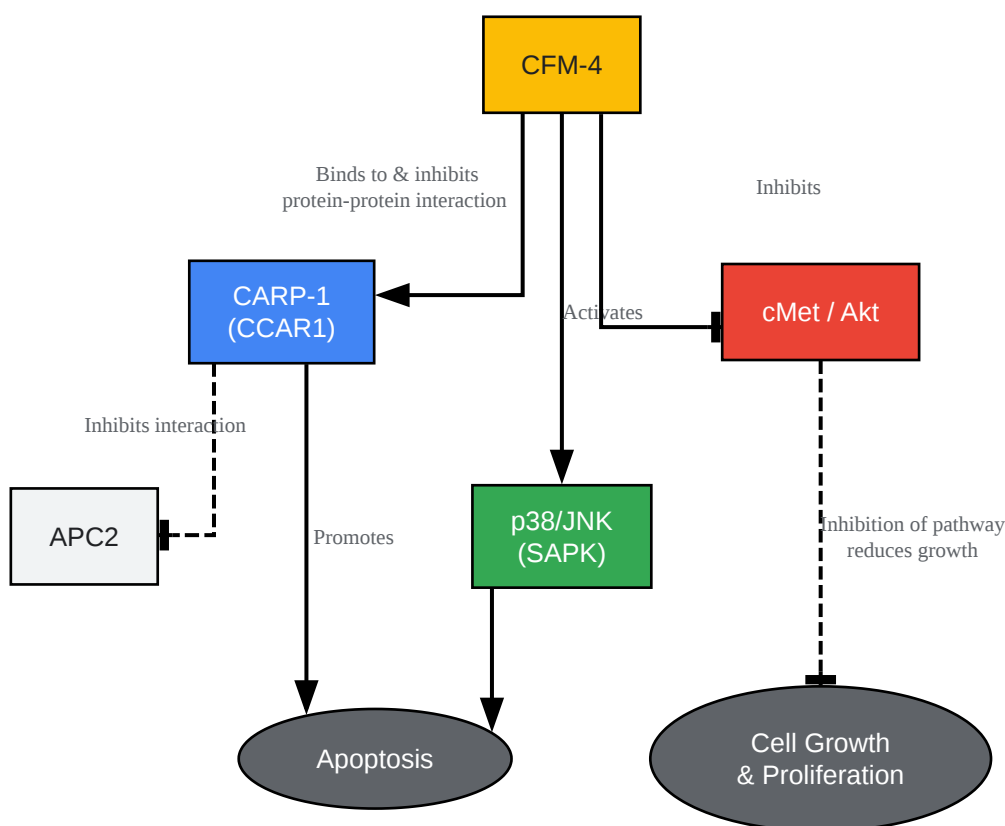 CFM-4
Binds to & inhibits
protein-protein interaction
Inhibits
CARP-1
(CCAR1)
Activates
cMet / Akt
Inhibits interaction
APC2
Promotes
p38/JNK
(SAPK)
Inhibition of pathway
reduces growth
Apoptosis
Cell Growth
& Proliferation